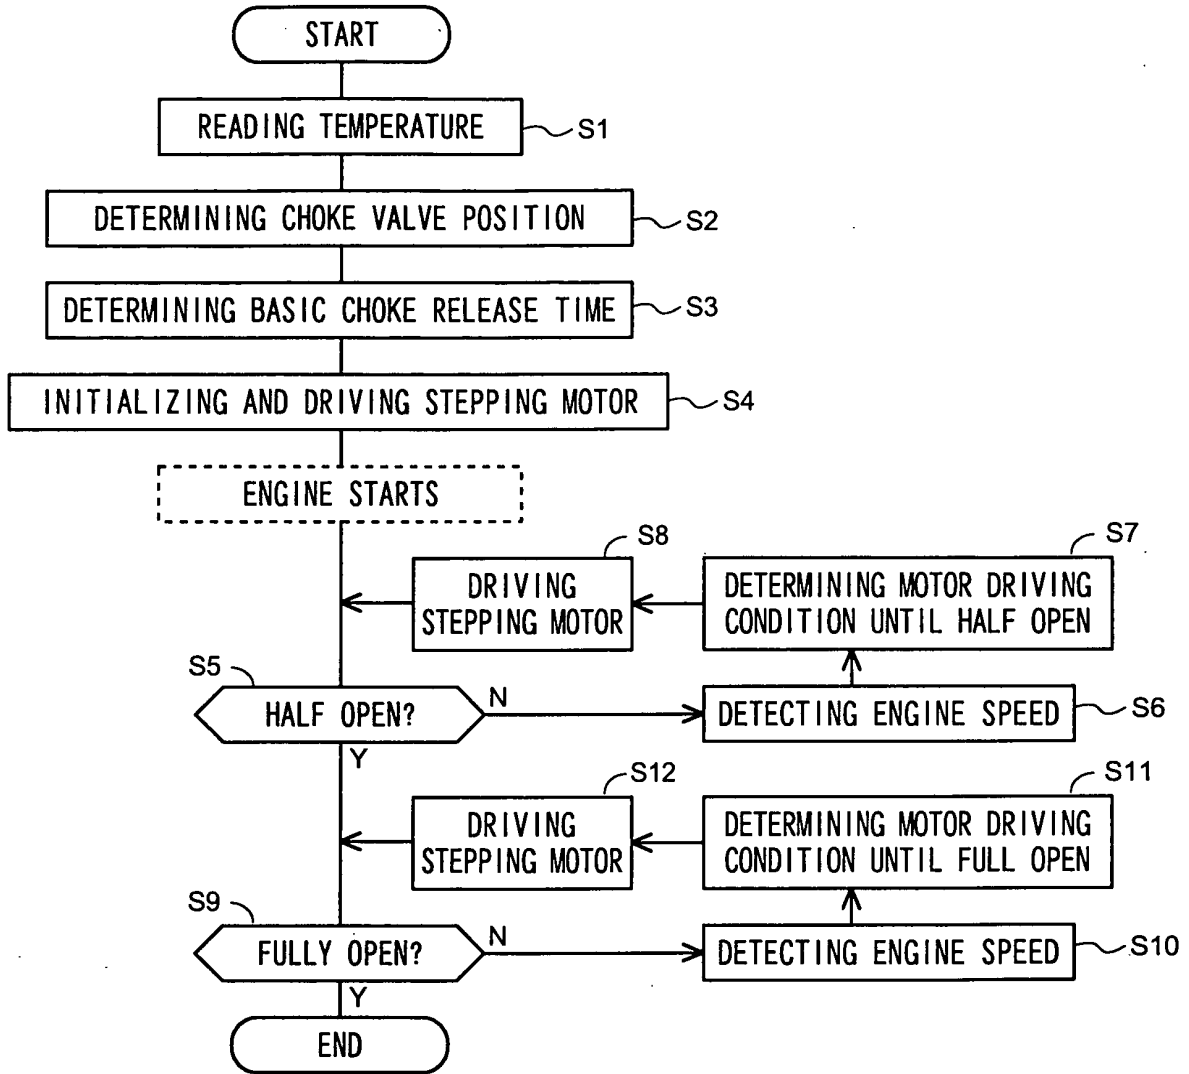 START
READING TEMPERATURE
S1
DETERMINING CHOKE VALVE POSITION
S2
DETERMINING BASIC CHOKE RELEASE TIME
S3
INITIALIZING AND DRIVING STEPPING MOTOR
S4
ENGINE STARTS
S8
DRIVING
STEPPING MOTOR
S7
DETERMINING MOTOR DRIVING
CONDITION UNTIL HALF OPEN
S5
HALF OPEN?
N
Y
DETECTING ENGINE SPEED
S6
S12
DRIVING
STEPPING MOTOR
S11
DETERMINING MOTOR DRIVING
CONDITION UNTIL FULL OPEN
S9
FULLY OPEN?
N
Y
DETECTING ENGINE SPEED
S10
END